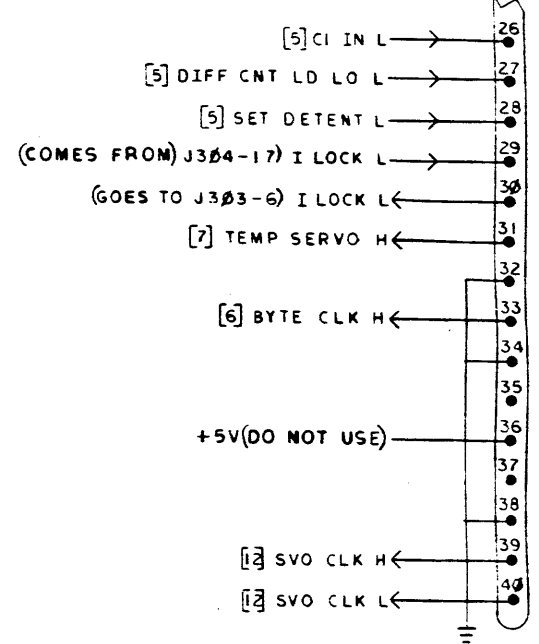 [5] CI IN L 26
[5] DIFF CNT LD LO L 27
[5] SET DETENT L 28
(COMES FROM) J3Ø4-17) I LOCK L 29
(GOES TO J3Ø3-6) I LOCK L 3Ø
[7] TEMP SERVO H 31
32
[6] BYTE CLK H 33
34
35
+5V(DO NOT USE) 36
37
38
[12] SVO CLK H 39
[12] SVO CLK L 4Ø